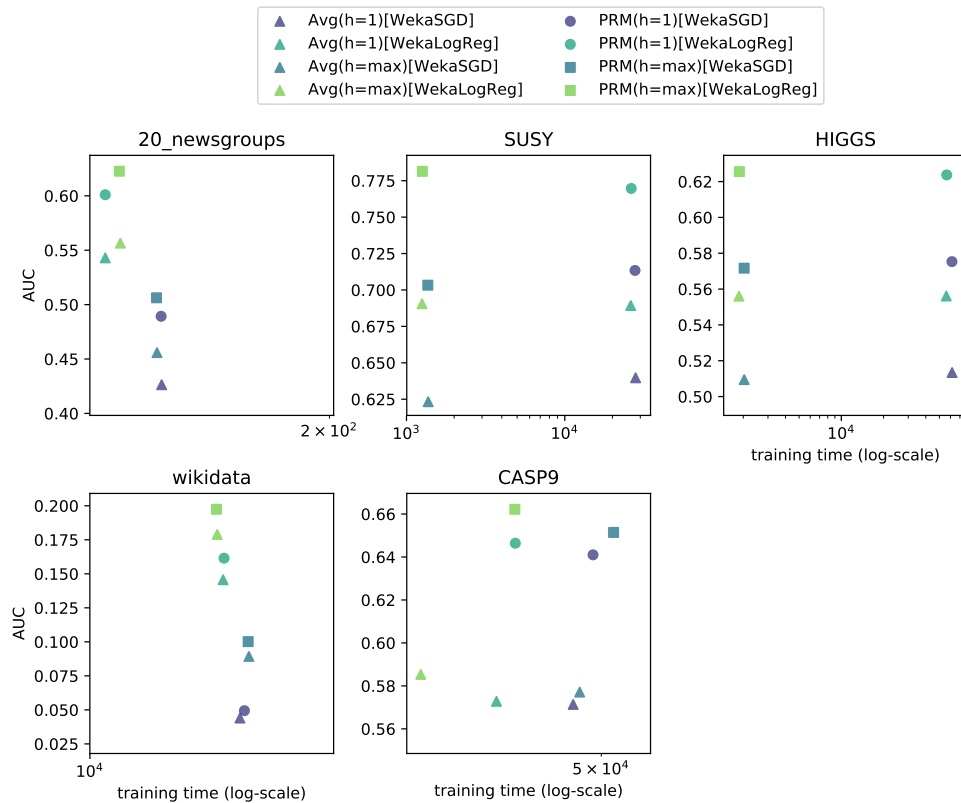 Avg(h=1)[WekaSGD]
Avg(h=1)[WekaLogReg]
Avg(h=max)[WekaSGD]
Avg(h=max)[WekaLogReg]
PRM(h=1)[WekaSGD]
PRM(h=1)[WekaLogReg]
PRM(h=max)[WekaSGD]
PRM(h=max)[WekaLogReg]
20_newsgroups
AUC
0.60
0.55
0.50
0.45
0.40
2 × 10²
SUSY
0.775
0.750
0.725
0.700
0.675
0.650
0.625
10³
10⁴
HIGGS
0.62
0.60
0.58
0.56
0.54
0.52
0.50
10⁴
training time (log-scale)
wikidata
AUC
0.200
0.175
0.150
0.125
0.100
0.075
0.050
0.025
10⁴
training time (log-scale)
CASP9
0.66
0.64
0.62
0.60
0.58
0.56
5 × 10⁴
training time (log-scale)